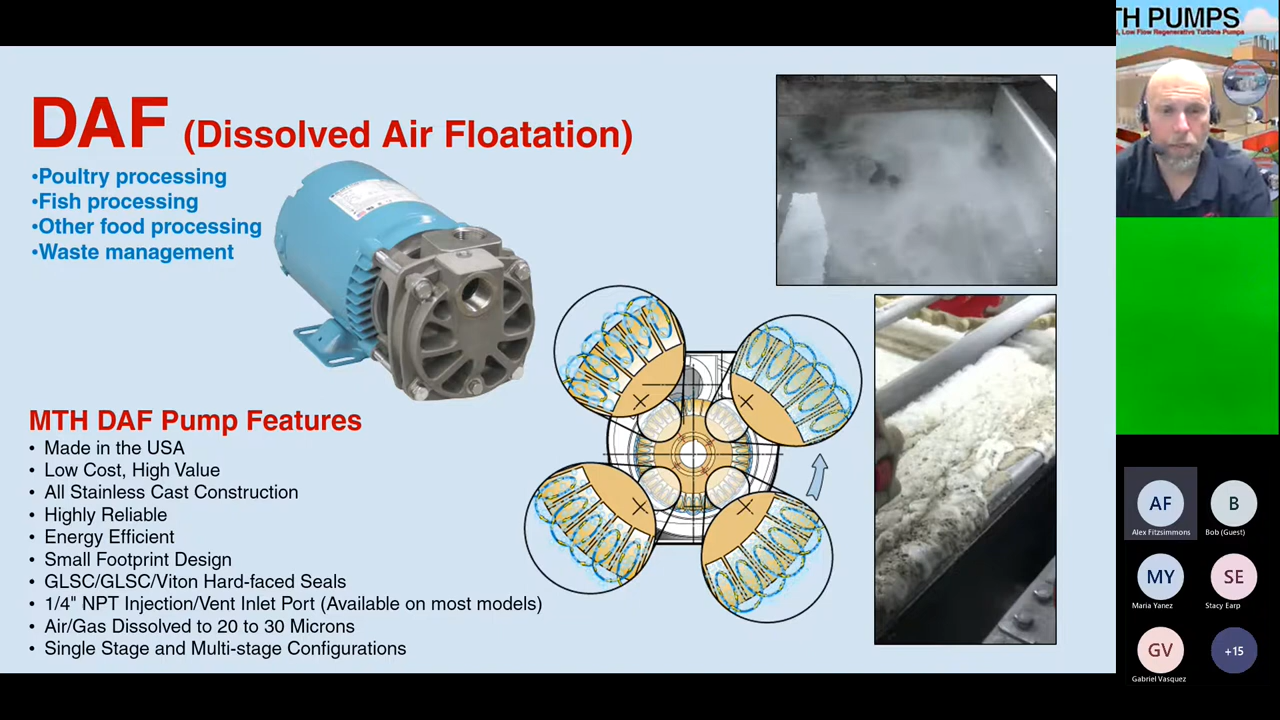 DAF (Dissolved Air Floatation)
•Poultry processing
•Fish processing
•Other food processing
•Waste management
MTH DAF Pump Features
• Made in the USA
• Low Cost, High Value
• All Stainless Cast Construction
• Highly Reliable
• Energy Efficient
• Small Footprint Design
• GLSC/GLSC/Viton Hard-faced Seals
• 1/4" NPT Injection/Vent Inlet Port (Available on most models)
• Air/Gas Dissolved to 20 to 30 Microns
• Single Stage and Multi-stage Configurations
TH PUMPS
, Low Flow Regenerative Turbine Pumps
AF
Alex Fitzsimmons
B
Bob (Guest)
MY
Maria Yanez
SE
Stacy Earp
GV
Gabriel Vasquez
+15